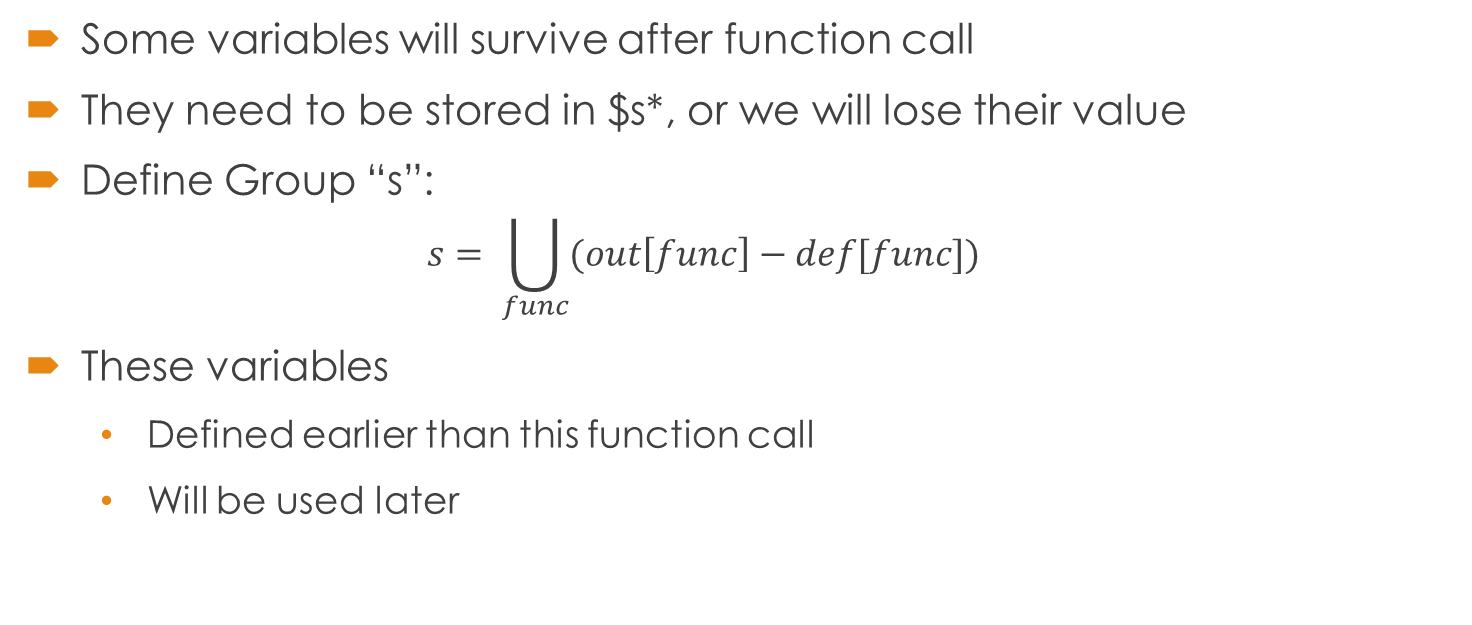 Some variables will survive after function call
They need to be stored in $s*, or we will lose their value
Define Group “s”:
s = ⋃ (out[func] − def[func])
func
These variables
• Defined earlier than this function call
• Will be used later